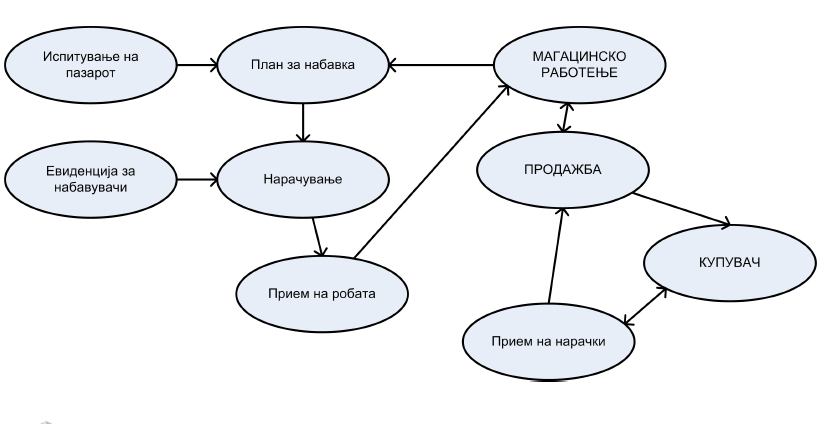 Испитување на
пазарот
План за набавка
МАГАЦИНСКО
РАБОТЕЊЕ
Евиденција за
набавувачи
Нарачување
ПРОДАЖБА
КУПУВАЧ
Прием на робата
Прием на нарачки